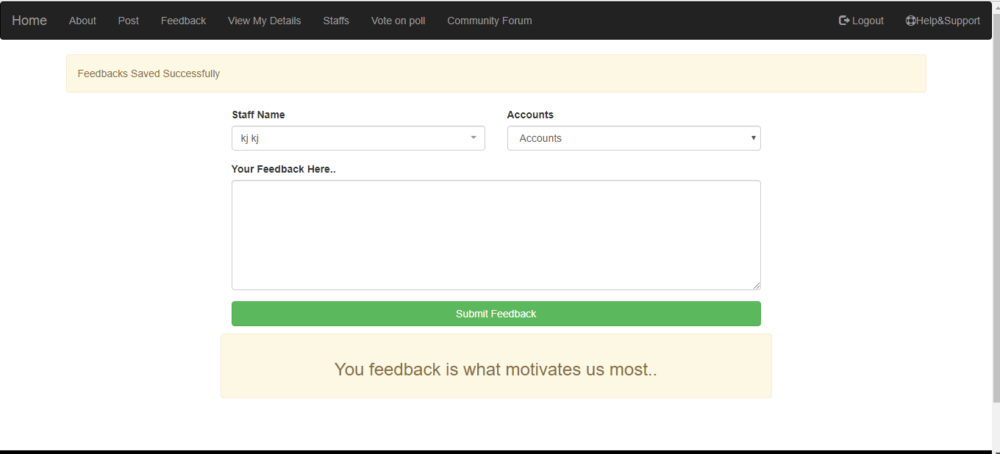 Home About Post Feedback View My Details Staffs Vote on poll Community Forum Logout Help&Support
Feedbacks Saved Successfully
Staff Name Accounts
kj kj Accounts
Your Feedback Here..
Submit Feedback
You feedback is what motivates us most..